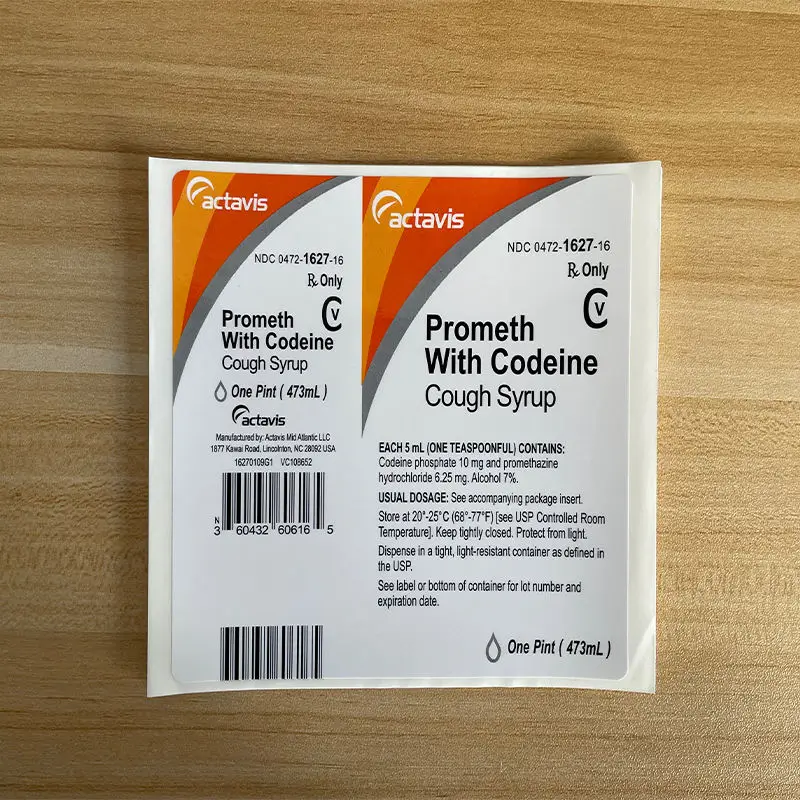 actavis
NDC 0472-1627-16
Rx Only
CV
Prometh
With Codeine
Cough Syrup
One Pint ( 473mL )
actavis
Manufactured by: Actavis Mid Atlantic LLC
1877 Kawai Road, Lincolnton, NC 28092 USA
16270109G1 VC108652
N
3 60432 60616 5
actavis
NDC 0472-1627-16
Rx Only
CV
Prometh
With Codeine
Cough Syrup
EACH 5 mL (ONE TEASPOONFUL) CONTAINS:
Codeine phosphate 10 mg and promethazine
hydrochloride 6.25 mg. Alcohol 7%.
USUAL DOSAGE: See accompanying package insert.
Store at 20°-25°C (68°-77°F) [see USP Controlled Room
Temperature]. Keep tightly closed. Protect from light.
Dispense in a tight, light-resistant container as defined in
the USP.
See label or bottom of container for lot number and
expiration date.
One Pint ( 473mL )